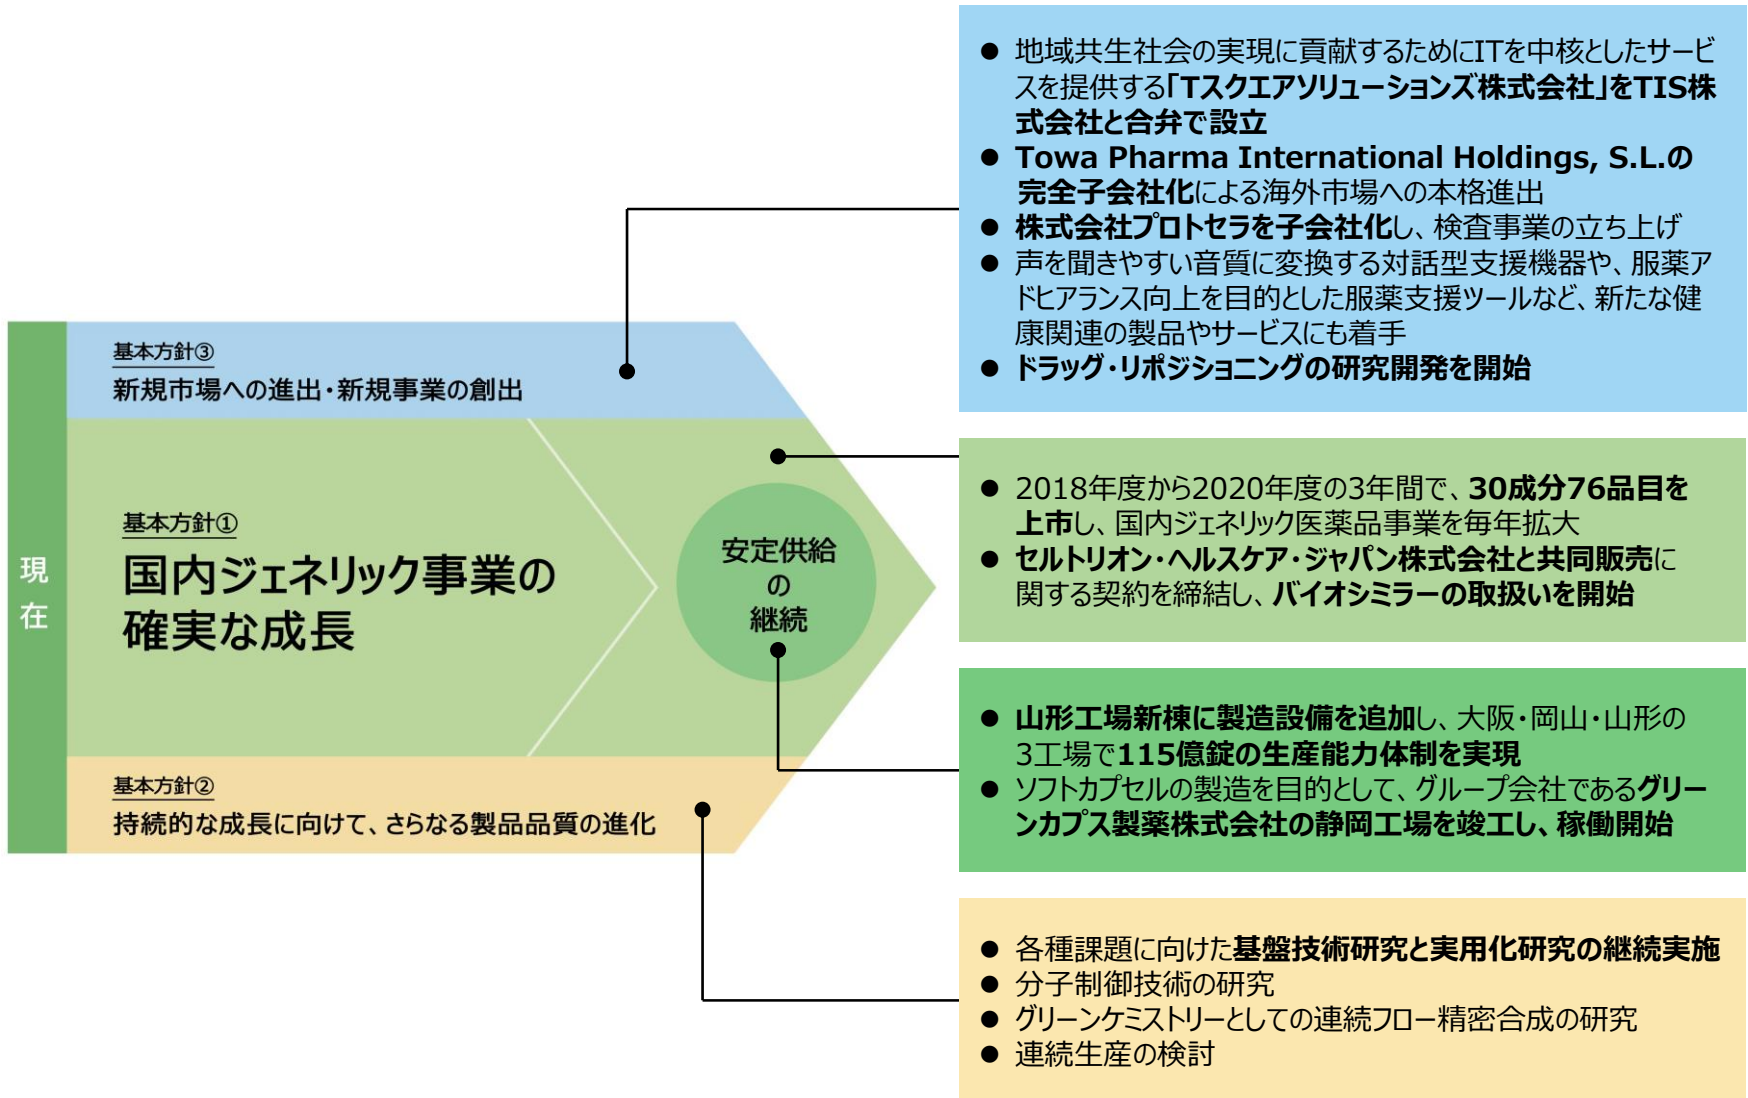 現
在
基本方針③
新規市場への進出・新規事業の創出
基本方針①
国内ジェネリック事業の
確実な成長
安定供給
の
継続
基本方針②
持続的な成長に向けて、さらなる製品品質の進化
● 地域共生社会の実現に貢献するためにITを中核としたサービ
スを提供する「Tスクエアソリューションズ株式会社」をTIS株
式会社と合弁で設立
● Towa Pharma International Holdings, S.L.の
完全子会社化による海外市場への本格進出
● 株式会社プロトセラを子会社化し、検査事業の立ち上げ
● 声を聞きやすい音質に変換する対話型支援機器や、服薬ア
ドヒアランス向上を目的とした服薬支援ツールなど、新たな健
康関連の製品やサービスにも着手
● ドラッグ・リポジショニングの研究開発を開始
● 2018年度から2020年度の3年間で、30成分76品目を
上市し、国内ジェネリック医薬品事業を毎年拡大
● セルトリオン・ヘルスケア・ジャパン株式会社と共同販売に
関する契約を締結し、バイオシミラーの取扱いを開始
● 山形工場新棟に製造設備を追加し、大阪・岡山・山形の
3工場で115億錠の生産能力体制を実現
● ソフトカプセルの製造を目的として、グループ会社であるグリー
ンカプス製薬株式会社の静岡工場を竣工し、稼働開始
● 各種課題に向けた基盤技術研究と実用化研究の継続実施
● 分子制御技術の研究
● グリーンケミストリーとしての連続フロー精密合成の研究
● 連続生産の検討